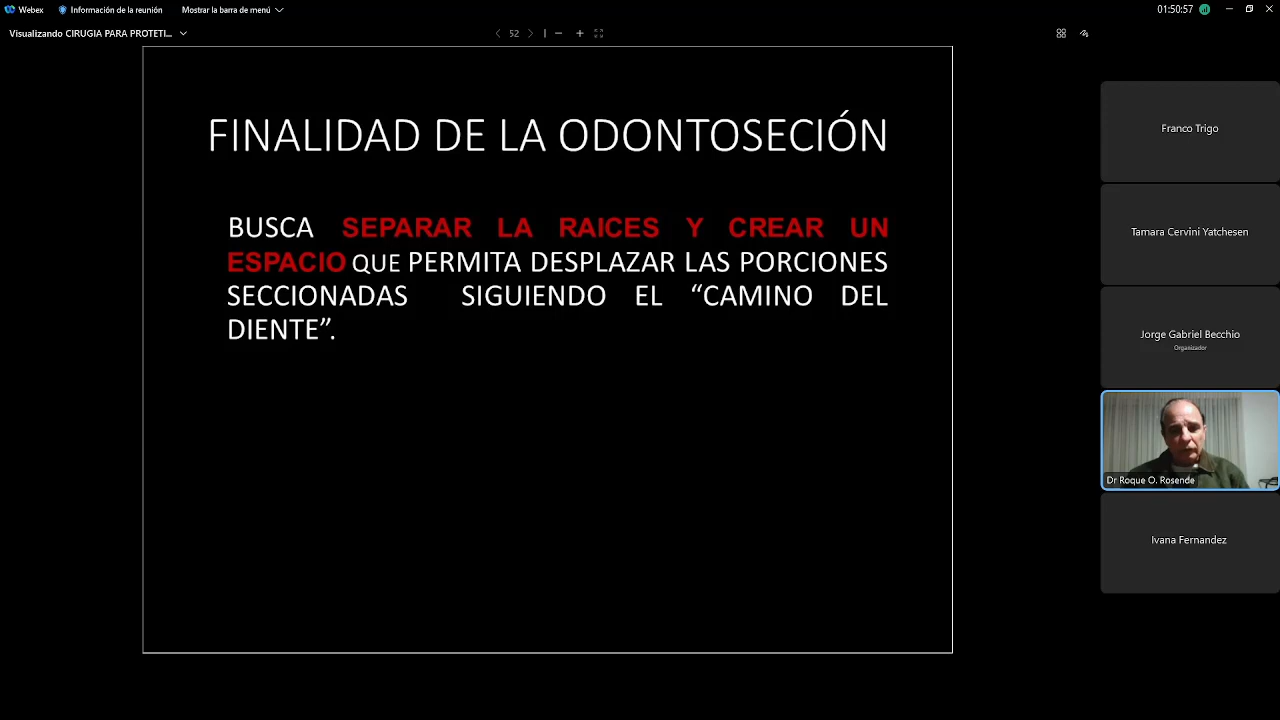 Webex
Información de la reunión
Mostrar la barra de menú
01:50:57
Visualizando CIRUGIA PARA PROTETI...
52
FINALIDAD DE LA ODONTOSECIÓN
BUSCA SEPARAR LA RAICES Y CREAR UN
ESPACIO QUE PERMITA DESPLAZAR LAS PORCIONES
SECCIONADAS SIGUIENDO EL “CAMINO DEL
DIENTE”.
Franco Trigo
Tamara Cervini Yatchesen
Jorge Gabriel Becchio
Organizador
Dr Roque O. Rosende
Ivana Fernandez